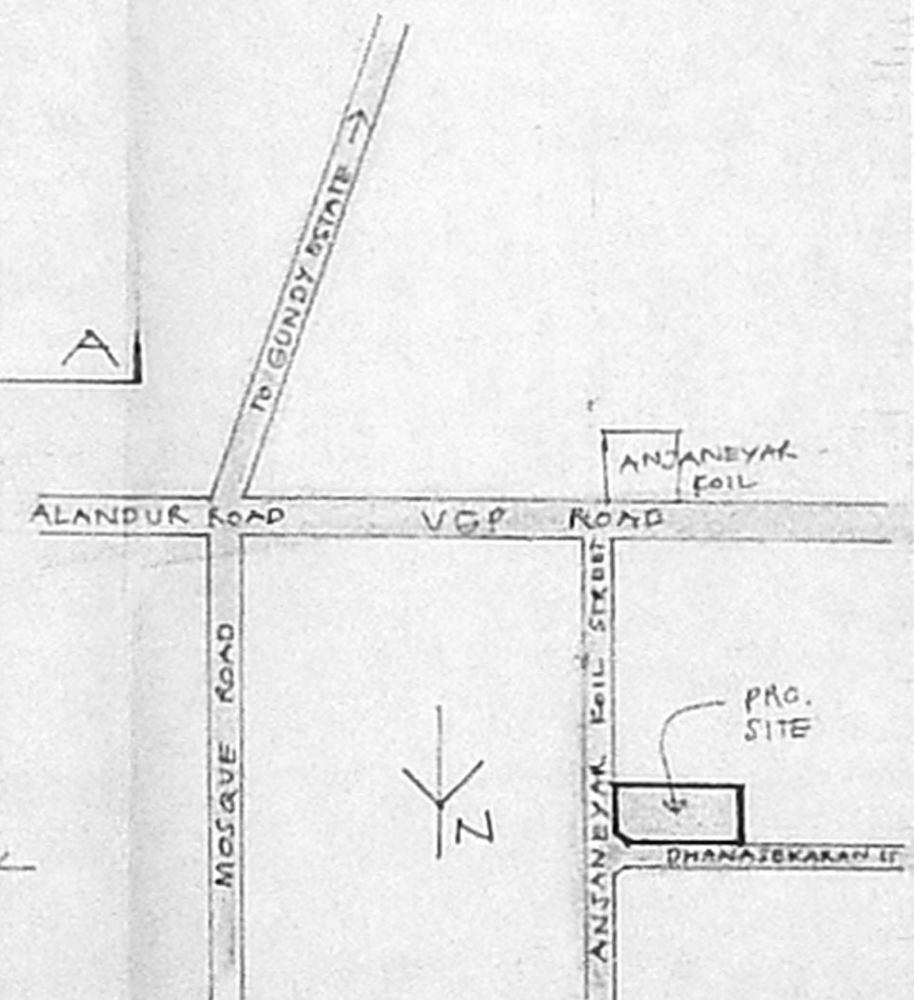 TO GUNDY ESTATE →
A
ANJANEYAR
KOIL
ALANDUR ROAD
VGP ROAD
ANJANEYAR KOIL STREET
MOSQUE ROAD
PRO.
SITE
N
DHANASEKARAN ST